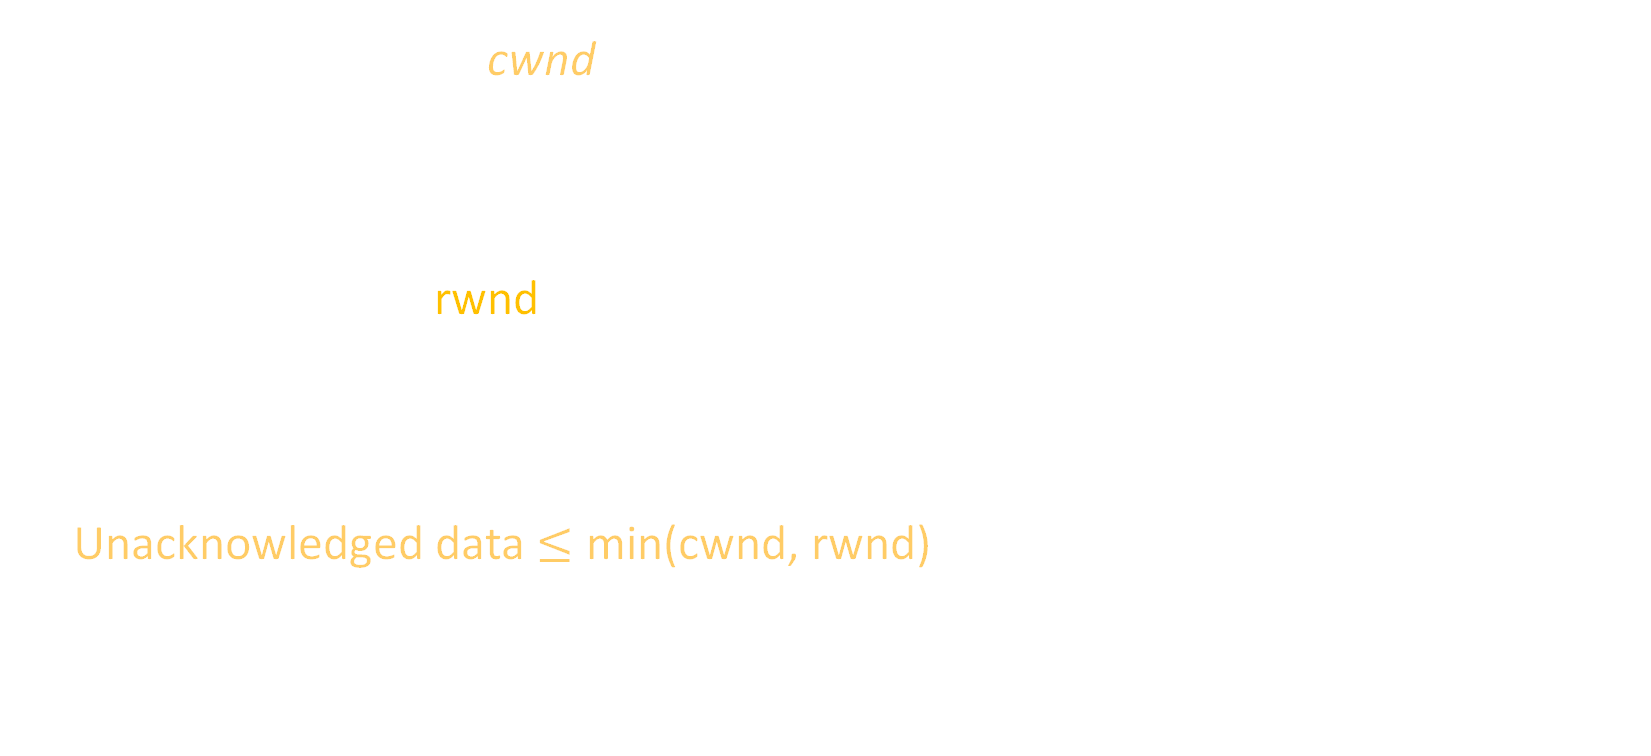 cwnd
rwnd
Unacknowledged data ≤ min(cwnd, rwnd)